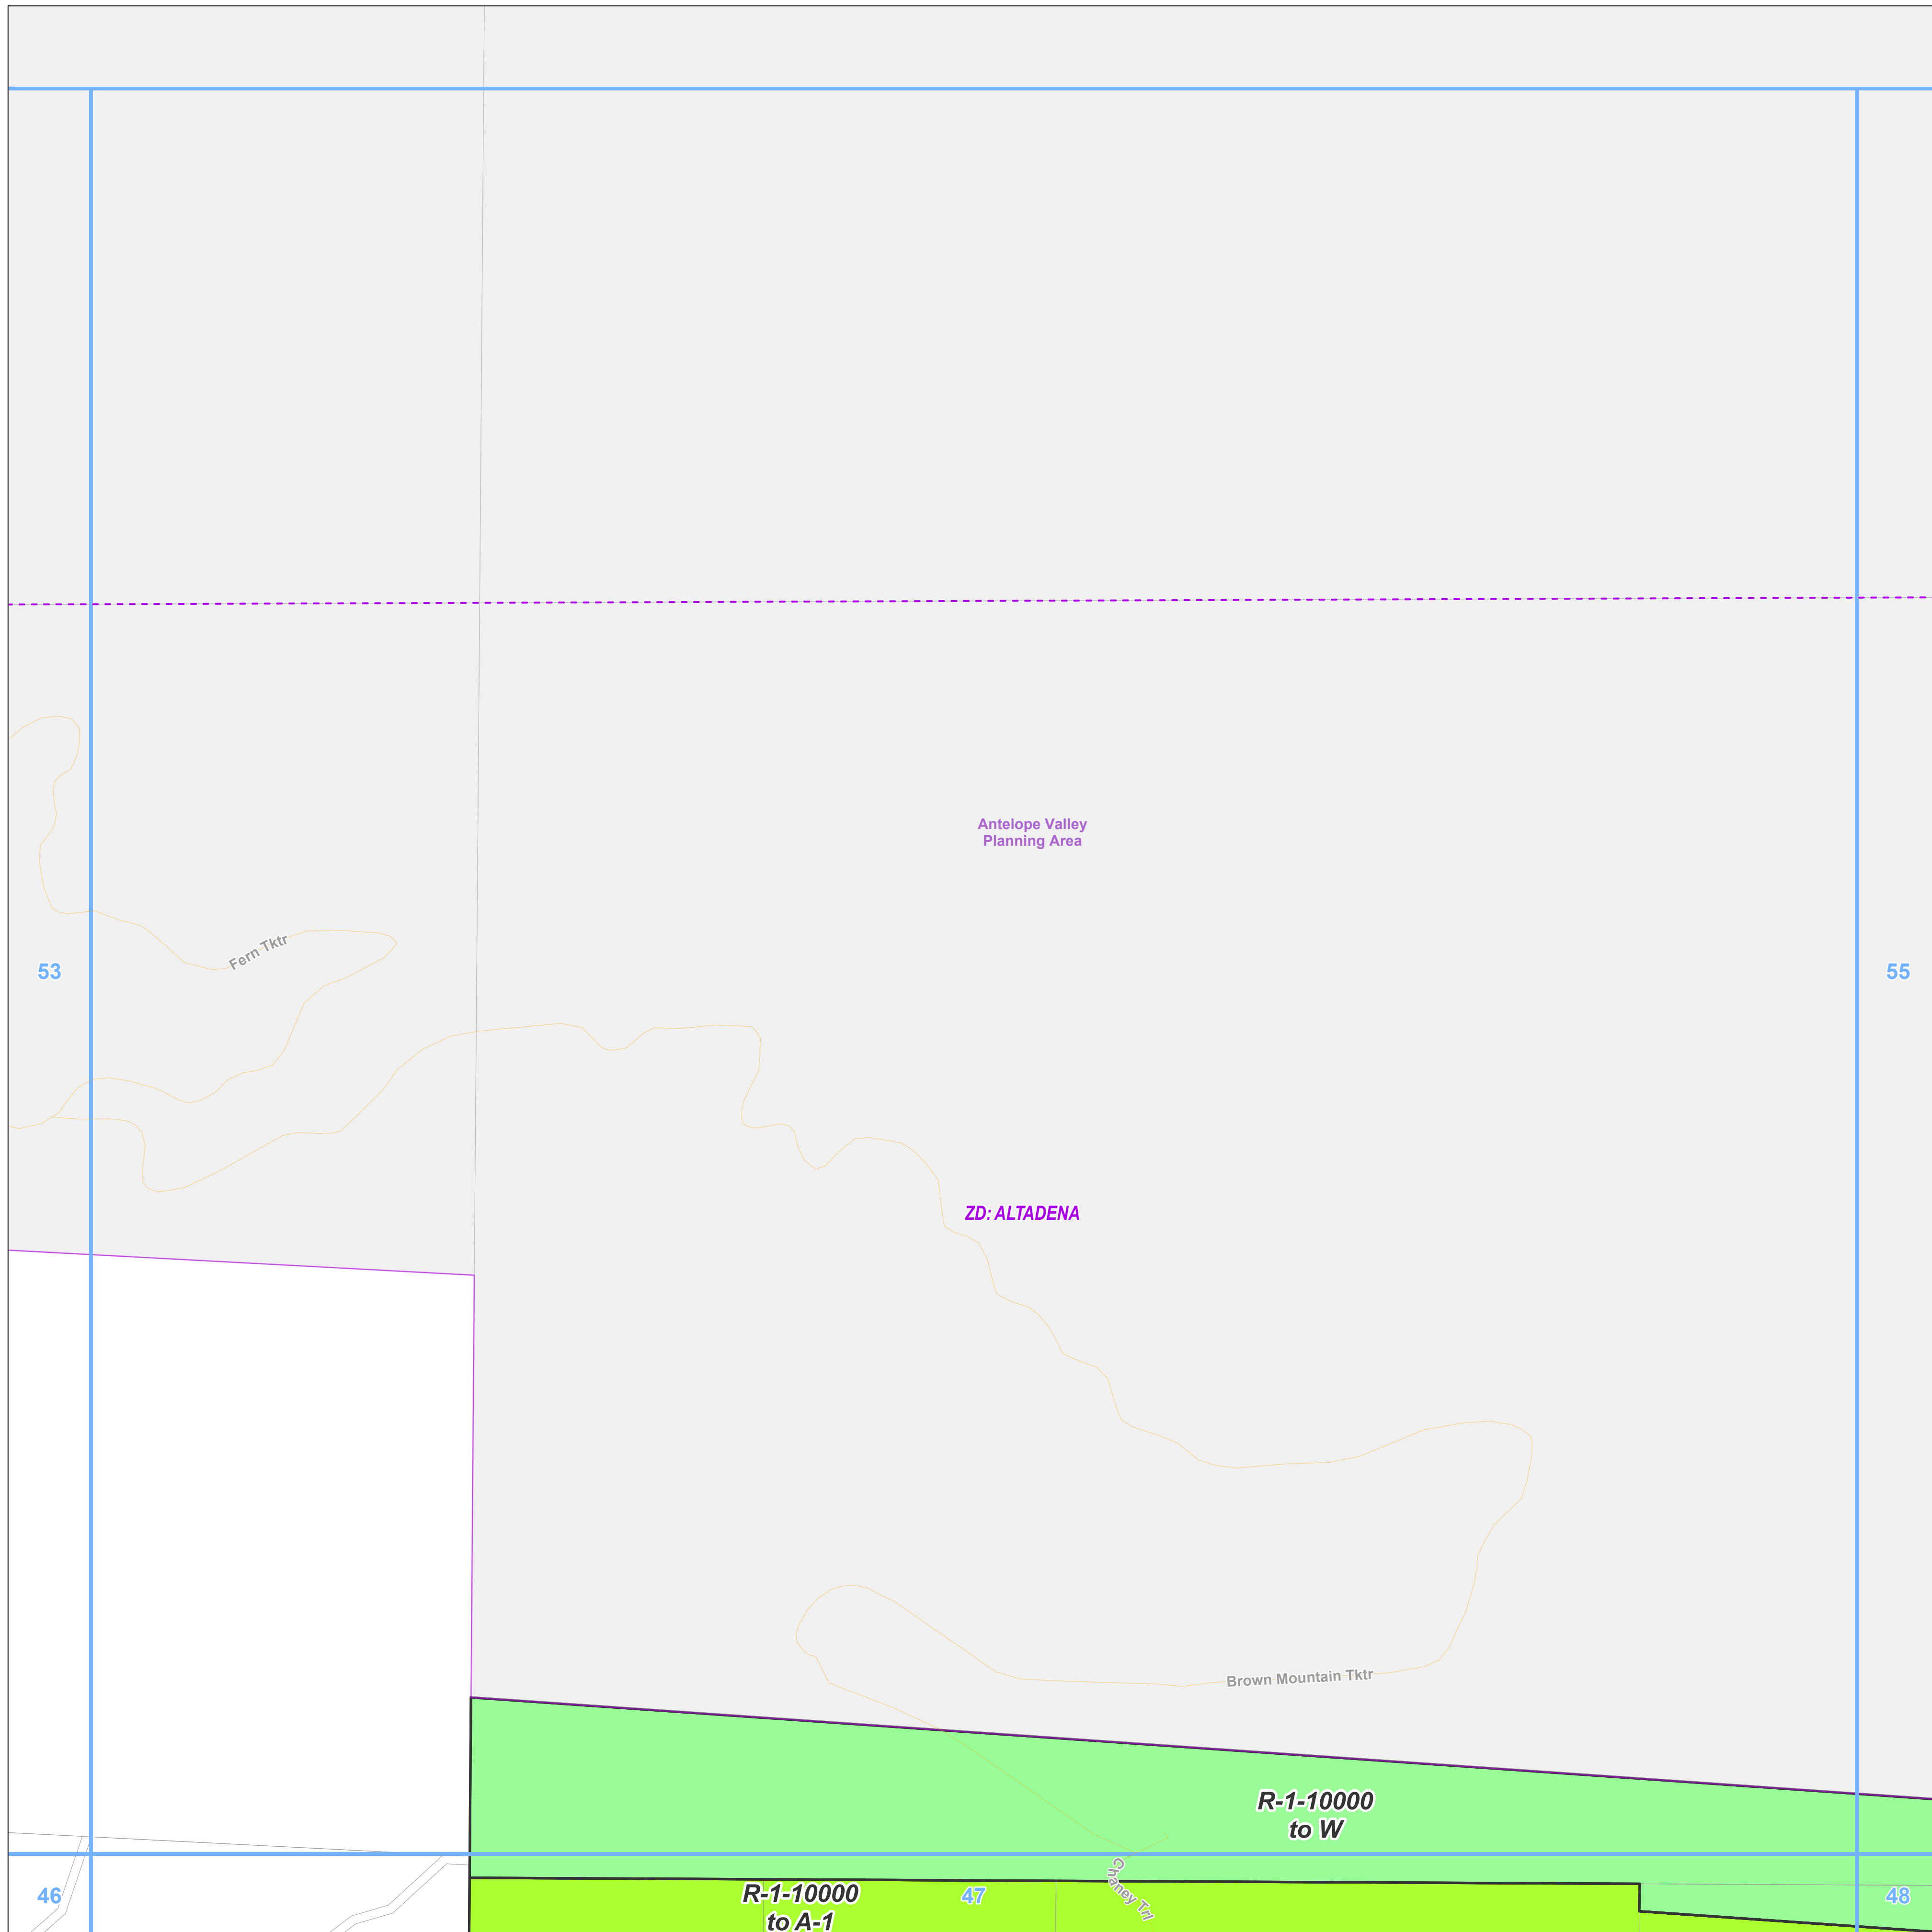 Antelope Valley
Planning Area
Fern Tktr
53
55
ZD: ALTADENA
Brown Mountain Tktr
R-1-10000
to W
Chaney Trl
46
R-1-10000
to A-1
47
48